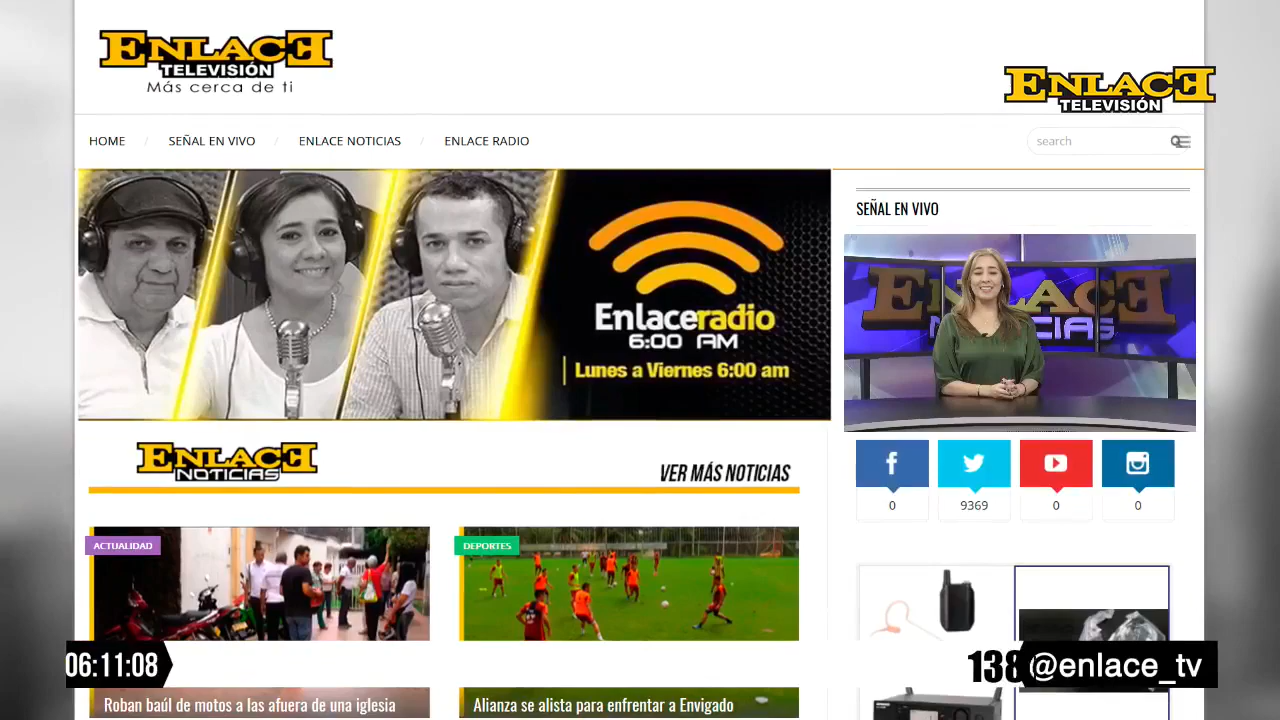 ENLACE
TELEVISIÓN
Más cerca de ti
ENLACE
TELEVISIÓN
HOME / SEÑAL EN VIVO / ENLACE NOTICIAS / ENLACE RADIO
search
SEÑAL EN VIVO
Enlaceradio
6:00 AM
Lunes a Viernes 6:00 am
ENLACE
NOTICIAS
ENLACE
NOTICIAS
VER MÁS NOTICIAS
0
9369
0
0
ACTUALIDAD
DEPORTES
06:11:08
138
@enlace_tv
Roban baúl de motos a las afuera de una iglesia
Alianza se alista para enfrentar a Envigado